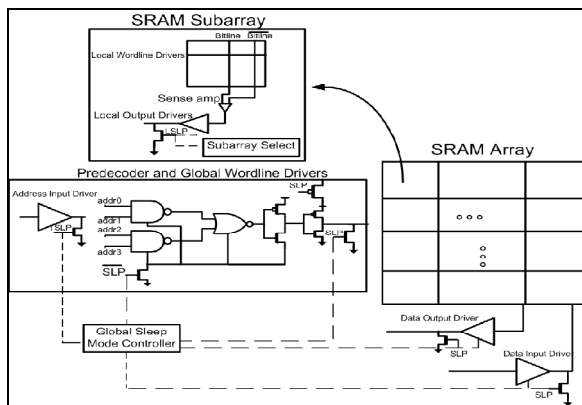 SRAM Subarray
Bitline Bitline
Local Wordline Drivers
Sense amp
Local Output Drivers
LSLP
Subarray Select
Predecoder and Global Wordline Drivers
SRAM Array
Address Input Driver
SLP
addr0
addr1
SLP
SLP
addr2
addr3
SLP
Global Sleep
Mode Controller
Data Output Driver
SLP
Data Input Driver
SLP